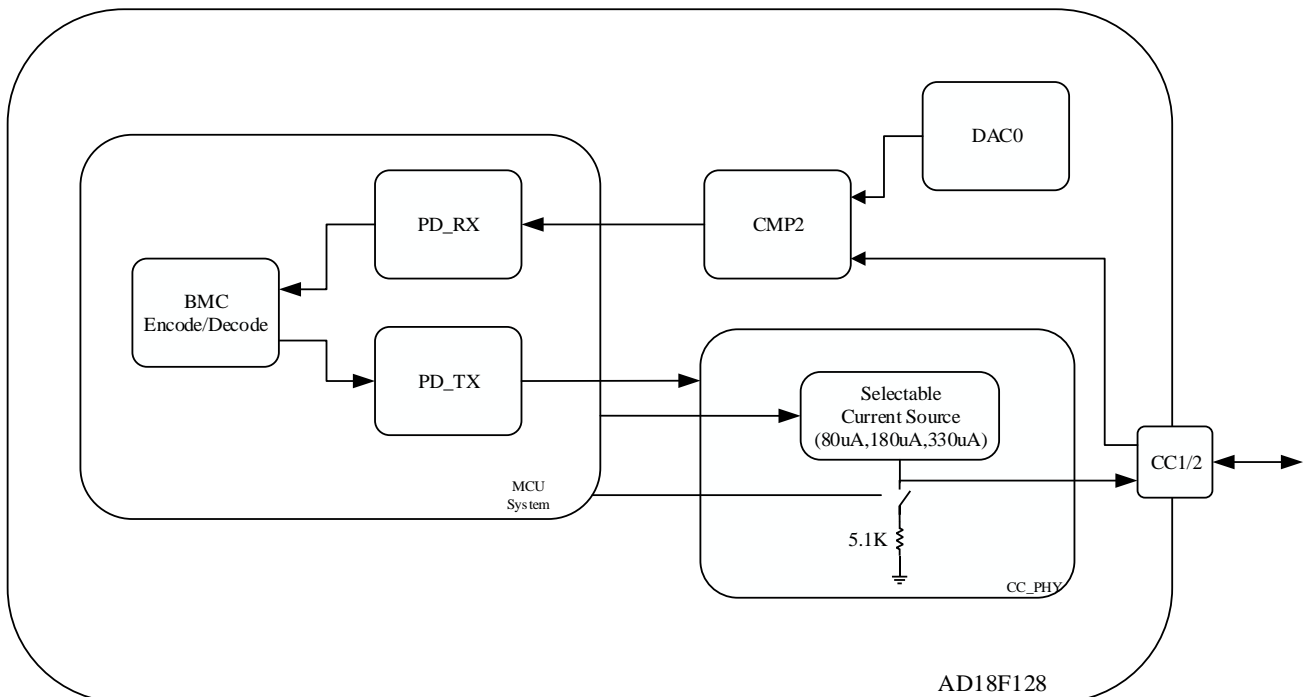 DAC0
PD_RX
CMP2
BMC
Encode/Decode
PD_TX
Selectable
Current Source
(80uA,180uA,330uA)
CC1/2
MCU
System
5.1K
CC_PHY
AD18F128